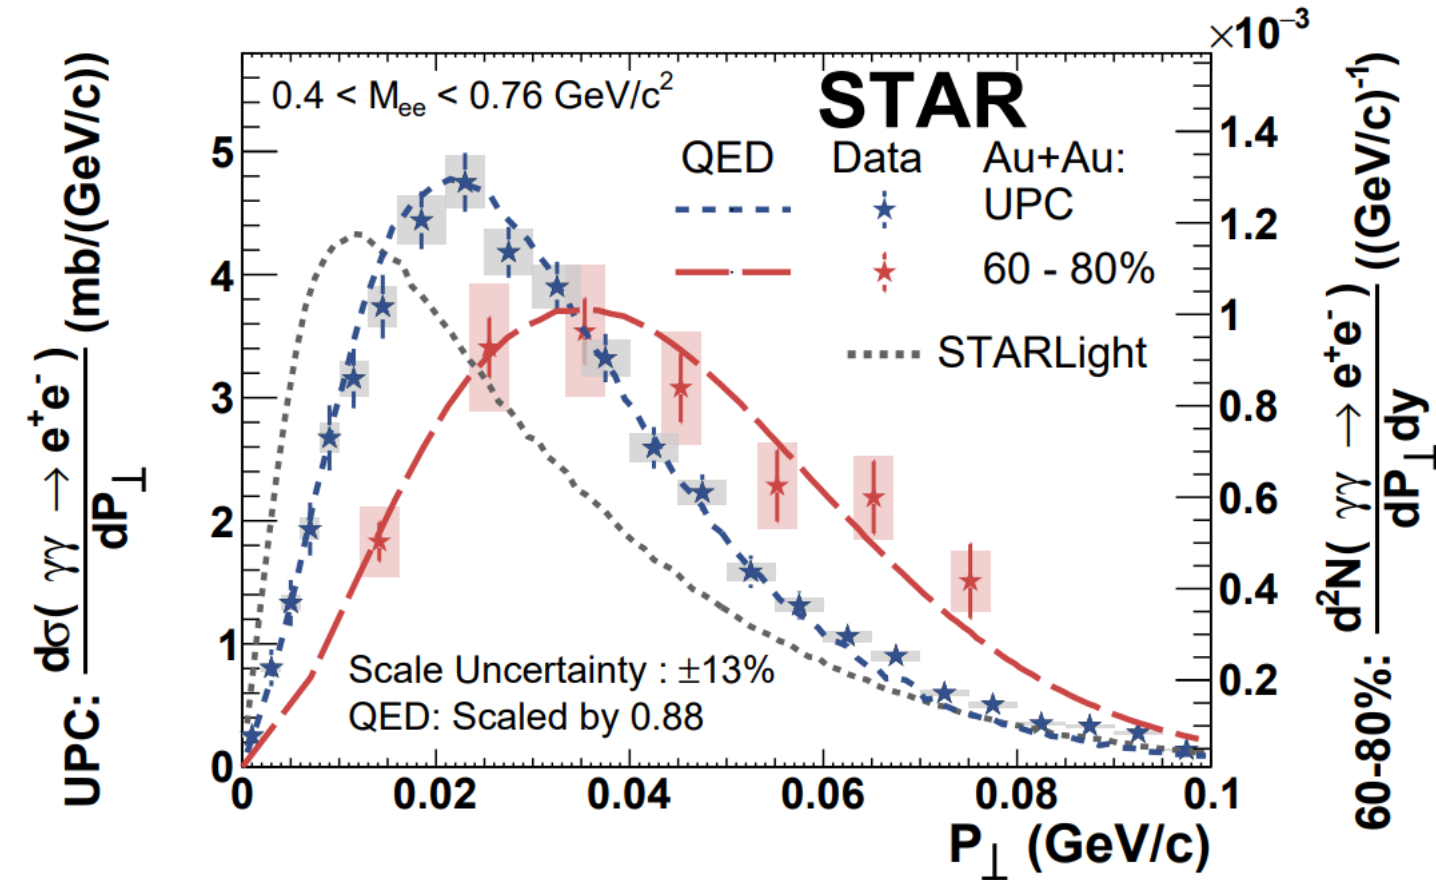 ×10⁻³
0.4 < Mₑₑ < 0.76 GeV/c²
STAR
QED Data Au+Au:
UPC
60 - 80%
STARLight
Scale Uncertainty : ±13%
QED: Scaled by 0.88
UPC: dσ( γγ → e⁺e⁻) / dP⊥ (mb/(GeV/c))
5
4
3
2
1
0
1.4
1.2
1
0.8
0.6
0.4
0.2
60-80%: d²N( γγ → e⁺e⁻) / dP⊥dy ((GeV/c)⁻¹)
0 0.02 0.04 0.06 0.08 0.1
P⊥ (GeV/c)